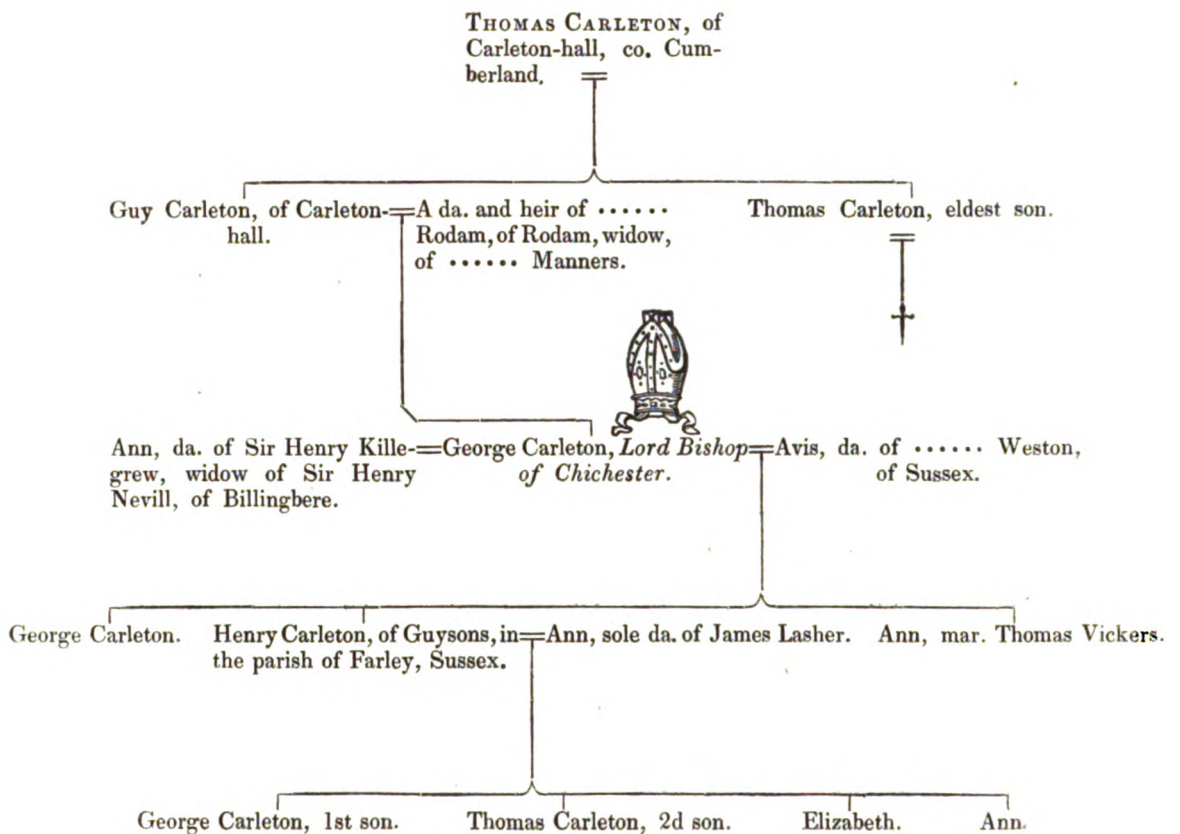 THOMAS CARLETON, of
Carleton-hall, co. Cum-
berland.
Guy Carleton, of Carleton-
hall.
A da. and heir of ······
Rodam, of Rodam, widow,
of ······ Manners.
Thomas Carleton, eldest son.
Ann, da. of Sir Henry Kille-
grew, widow of Sir Henry
Nevill, of Billingbere.
George Carleton, Lord Bishop
of Chichester.
Avis, da. of ······ Weston,
of Sussex.
George Carleton.
Henry Carleton, of Guysons, in
the parish of Farley, Sussex.
Ann, sole da. of James Lasher.
Ann, mar. Thomas Vickers.
George Carleton, 1st son.
Thomas Carleton, 2d son.
Elizabeth.
Ann.